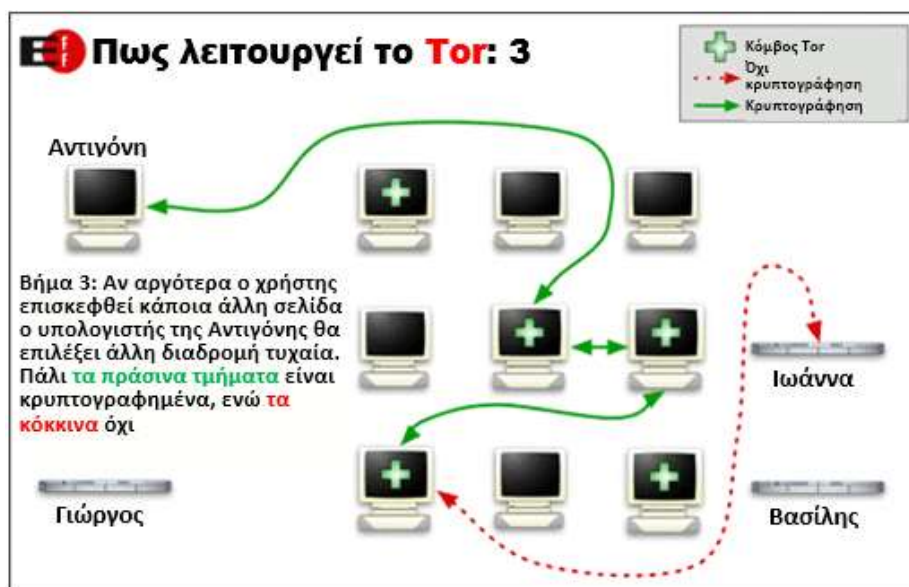 EFF Πως λειτουργεί το Tor: 3
Κόμβος Tor
Όχι
κρυπτογράφηση
Κρυπτογράφηση
Αντιγόνη
Βήμα 3: Αν αργότερα ο χρήστης
επισκεφθεί κάποια άλλη σελίδα
ο υπολογιστής της Αντιγόνης θα
επιλέξει άλλη διαδρομή τυχαία.
Πάλι τα πράσινα τμήματα είναι
κρυπτογραφημένα, ενώ τα
κόκκινα όχι
Ιωάννα
Γιώργος
Βασίλης